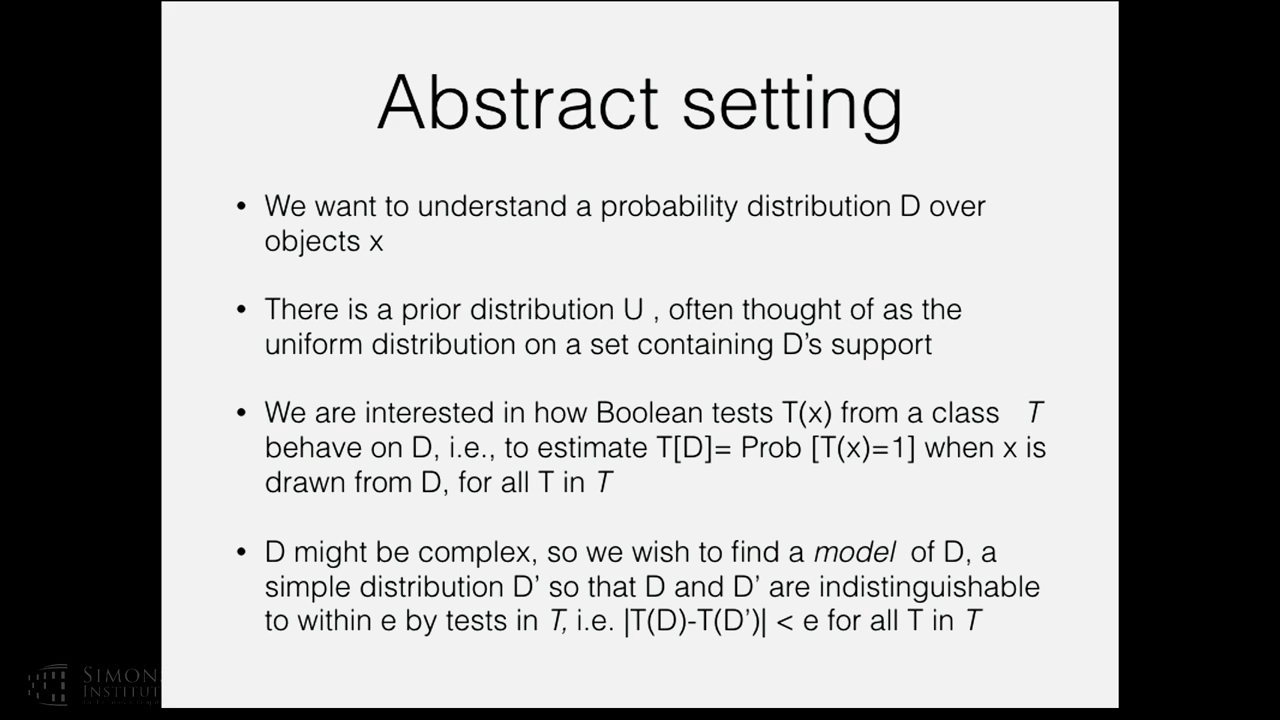 Abstract setting
• We want to understand a probability distribution D over
objects x
• There is a prior distribution U , often thought of as the
uniform distribution on a set containing D’s support
• We are interested in how Boolean tests T(x) from a class T
behave on D, i.e., to estimate T[D]= Prob [T(x)=1] when x is
drawn from D, for all T in T
• D might be complex, so we wish to find a model of D, a
simple distribution D’ so that D and D’ are indistinguishable
to within e by tests in T, i.e. |T(D)-T(D’)| < e for all T in T
SIMONS
INSTITUT